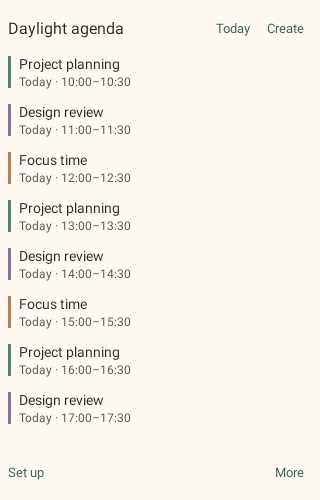 Daylight agenda
Today Create
Project planning
Today · 10:00–10:30
Design review
Today · 11:00–11:30
Focus time
Today · 12:00–12:30
Project planning
Today · 13:00–13:30
Design review
Today · 14:00–14:30
Focus time
Today · 15:00–15:30
Project planning
Today · 16:00–16:30
Design review
Today · 17:00–17:30
Set up
More